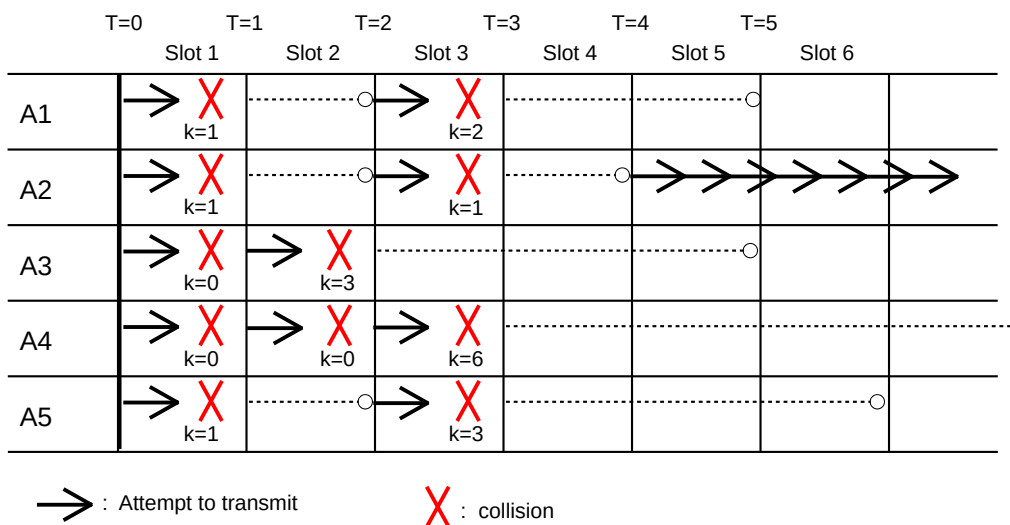 T=0 T=1 T=2 T=3 T=4 T=5
Slot 1 Slot 2 Slot 3 Slot 4 Slot 5 Slot 6
A1
k=1 k=2
A2
k=1 k=1
A3
k=0 k=3
A4
k=0 k=0 k=6
A5
k=1 k=3
: Attempt to transmit : collision